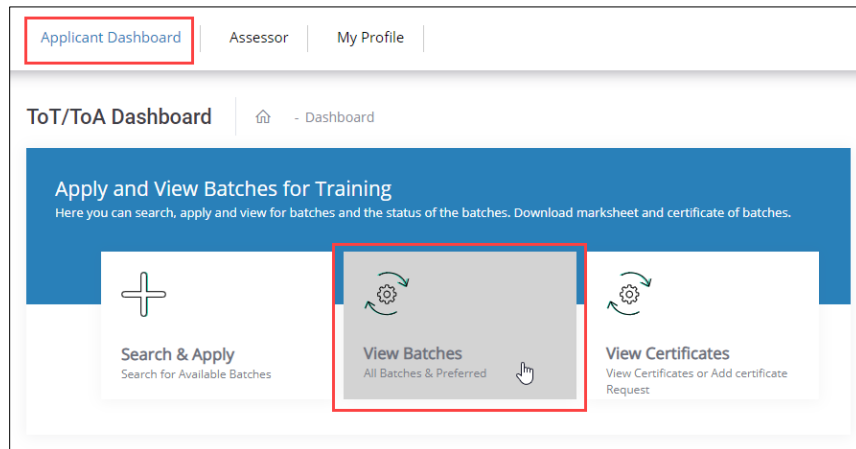 Applicant Dashboard Assessor My Profile
ToT/ToA Dashboard - Dashboard
Apply and View Batches for Training
Here you can search, apply and view for batches and the status of the batches. Download marksheet and certificate of batches.
Search & Apply
Search for Available Batches
View Batches
All Batches & Preferred
View Certificates
View Certificates or Add certificate
Request